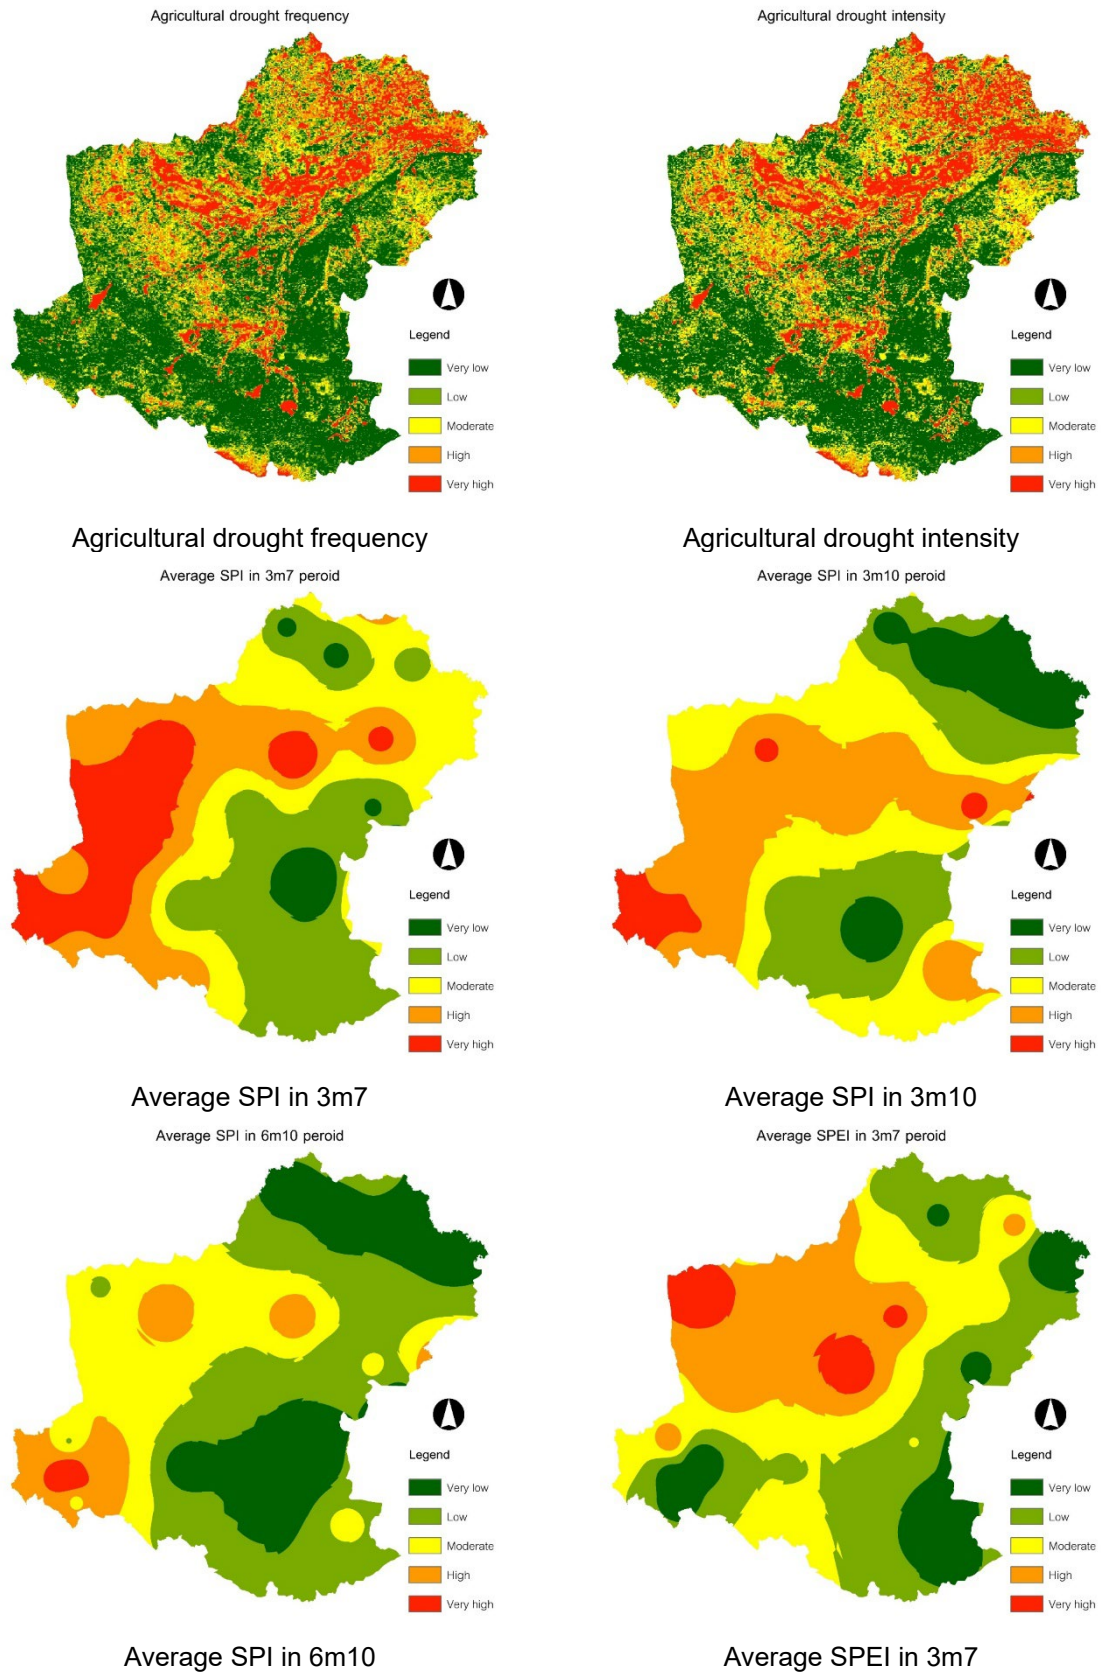 Agricultural drought frequency
Agricultural drought intensity
Legend
Very low
Low
Moderate
High
Very high
Legend
Very low
Low
Moderate
High
Very high
Agricultural drought frequency
Agricultural drought intensity
Average SPI in 3m7 peroid
Average SPI in 3m10 peroid
Legend
Very low
Low
Moderate
High
Very high
Legend
Very low
Low
Moderate
High
Very high
Average SPI in 3m7
Average SPI in 3m10
Average SPI in 6m10 peroid
Average SPEI in 3m7 peroid
Legend
Very low
Low
Moderate
High
Very high
Legend
Very low
Low
Moderate
High
Very high
Average SPI in 6m10
Average SPEI in 3m7